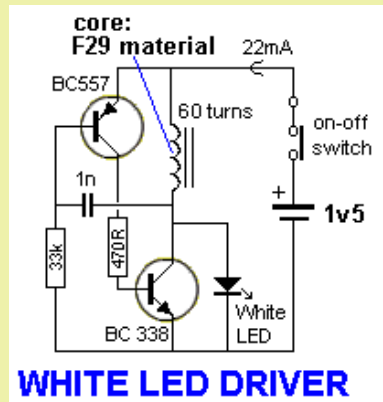 core:
F29 material
22mA
BC557
60 turns
on-off
switch
1n
+
1v5
33k
470R
White
LED
BC 338
WHITE LED DRIVER